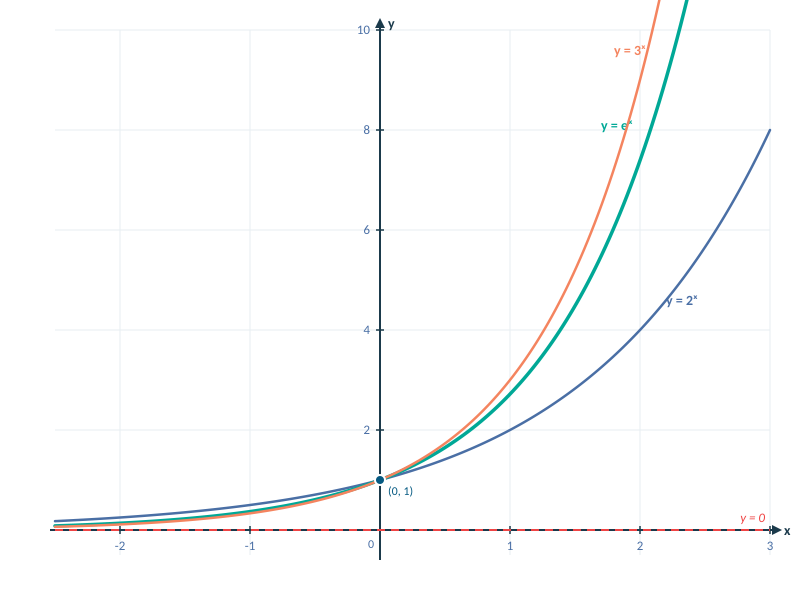 y
10
y = 3ˣ
8
y = eˣ
6
y = 2ˣ
4
2
(0, 1)
y = 0
x
-2
-1
0
1
2
3